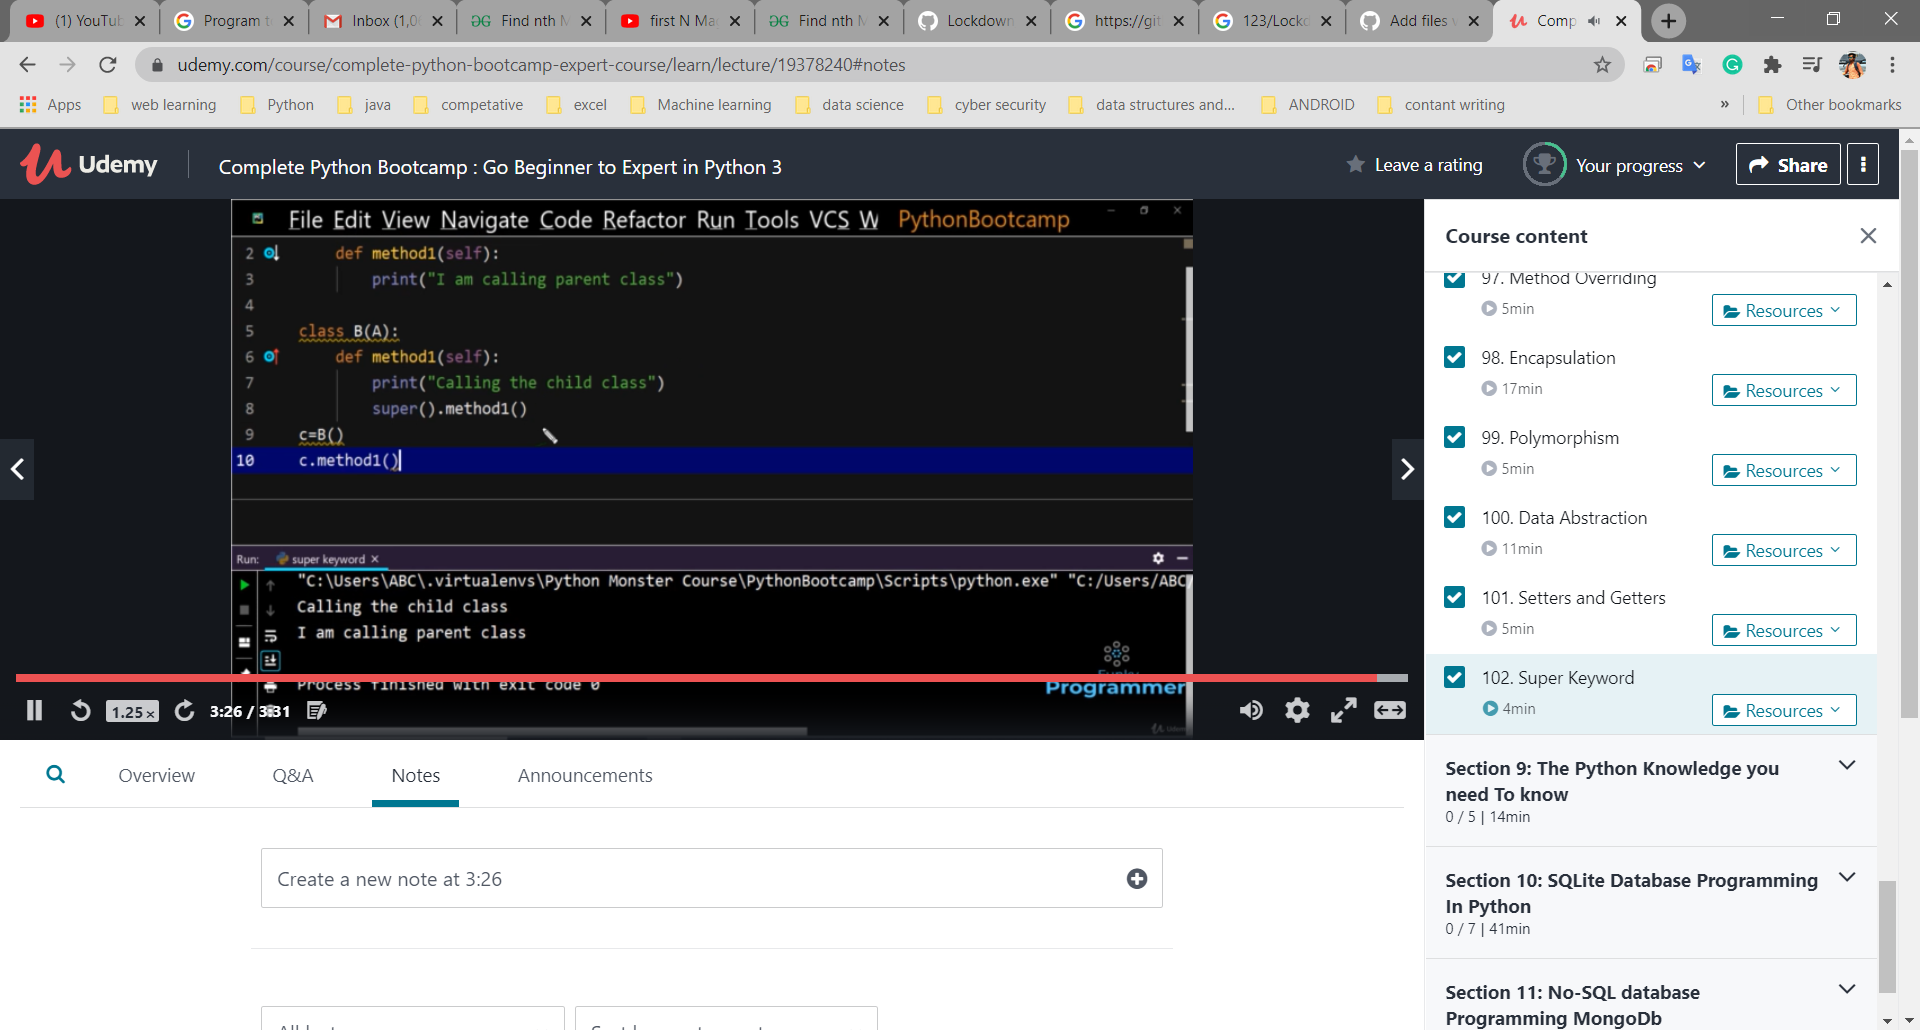 (1) YouTub
Program t
Inbox (1,0
Find nth M
first N Ma
Find nth M
Lockdown
https://git
123/Lockd
Add files v
Comp
udemy.com/course/complete-python-bootcamp-expert-course/learn/lecture/19378240#notes
Apps
web learning
Python
java
competative
excel
Machine learning
data science
cyber security
data structures and...
ANDROID
contant writing
»
Other bookmarks
Udemy
Complete Python Bootcamp : Go Beginner to Expert in Python 3
Leave a rating
Your progress
Share
File Edit View Navigate Code Refactor Run Tools VCS W PythonBootcamp
2 def method1(self):
3 print("I am calling parent class")
4
5 class B(A):
6 def method1(self):
7 print("Calling the child class")
8 super().method1()
9 c=B()
10 c.method1()
Run: super keyword
"C:\Users\ABC\.virtualenvs\Python Monster Course\PythonBootcamp\Scripts\python.exe" "C:/Users/ABC/
Calling the child class
I am calling parent class
Process finished with exit code 0
Programmer
1.25x
3:26 / 3:31
Overview
Q&A
Notes
Announcements
Create a new note at 3:26
Course content
97. Method Overriding
5min
Resources
98. Encapsulation
17min
Resources
99. Polymorphism
5min
Resources
100. Data Abstraction
11min
Resources
101. Setters and Getters
5min
Resources
102. Super Keyword
4min
Resources
Section 9: The Python Knowledge you
need To know
0 / 5 | 14min
Section 10: SQLite Database Programming
In Python
0 / 7 | 41min
Section 11: No-SQL database
Programming MongoDb